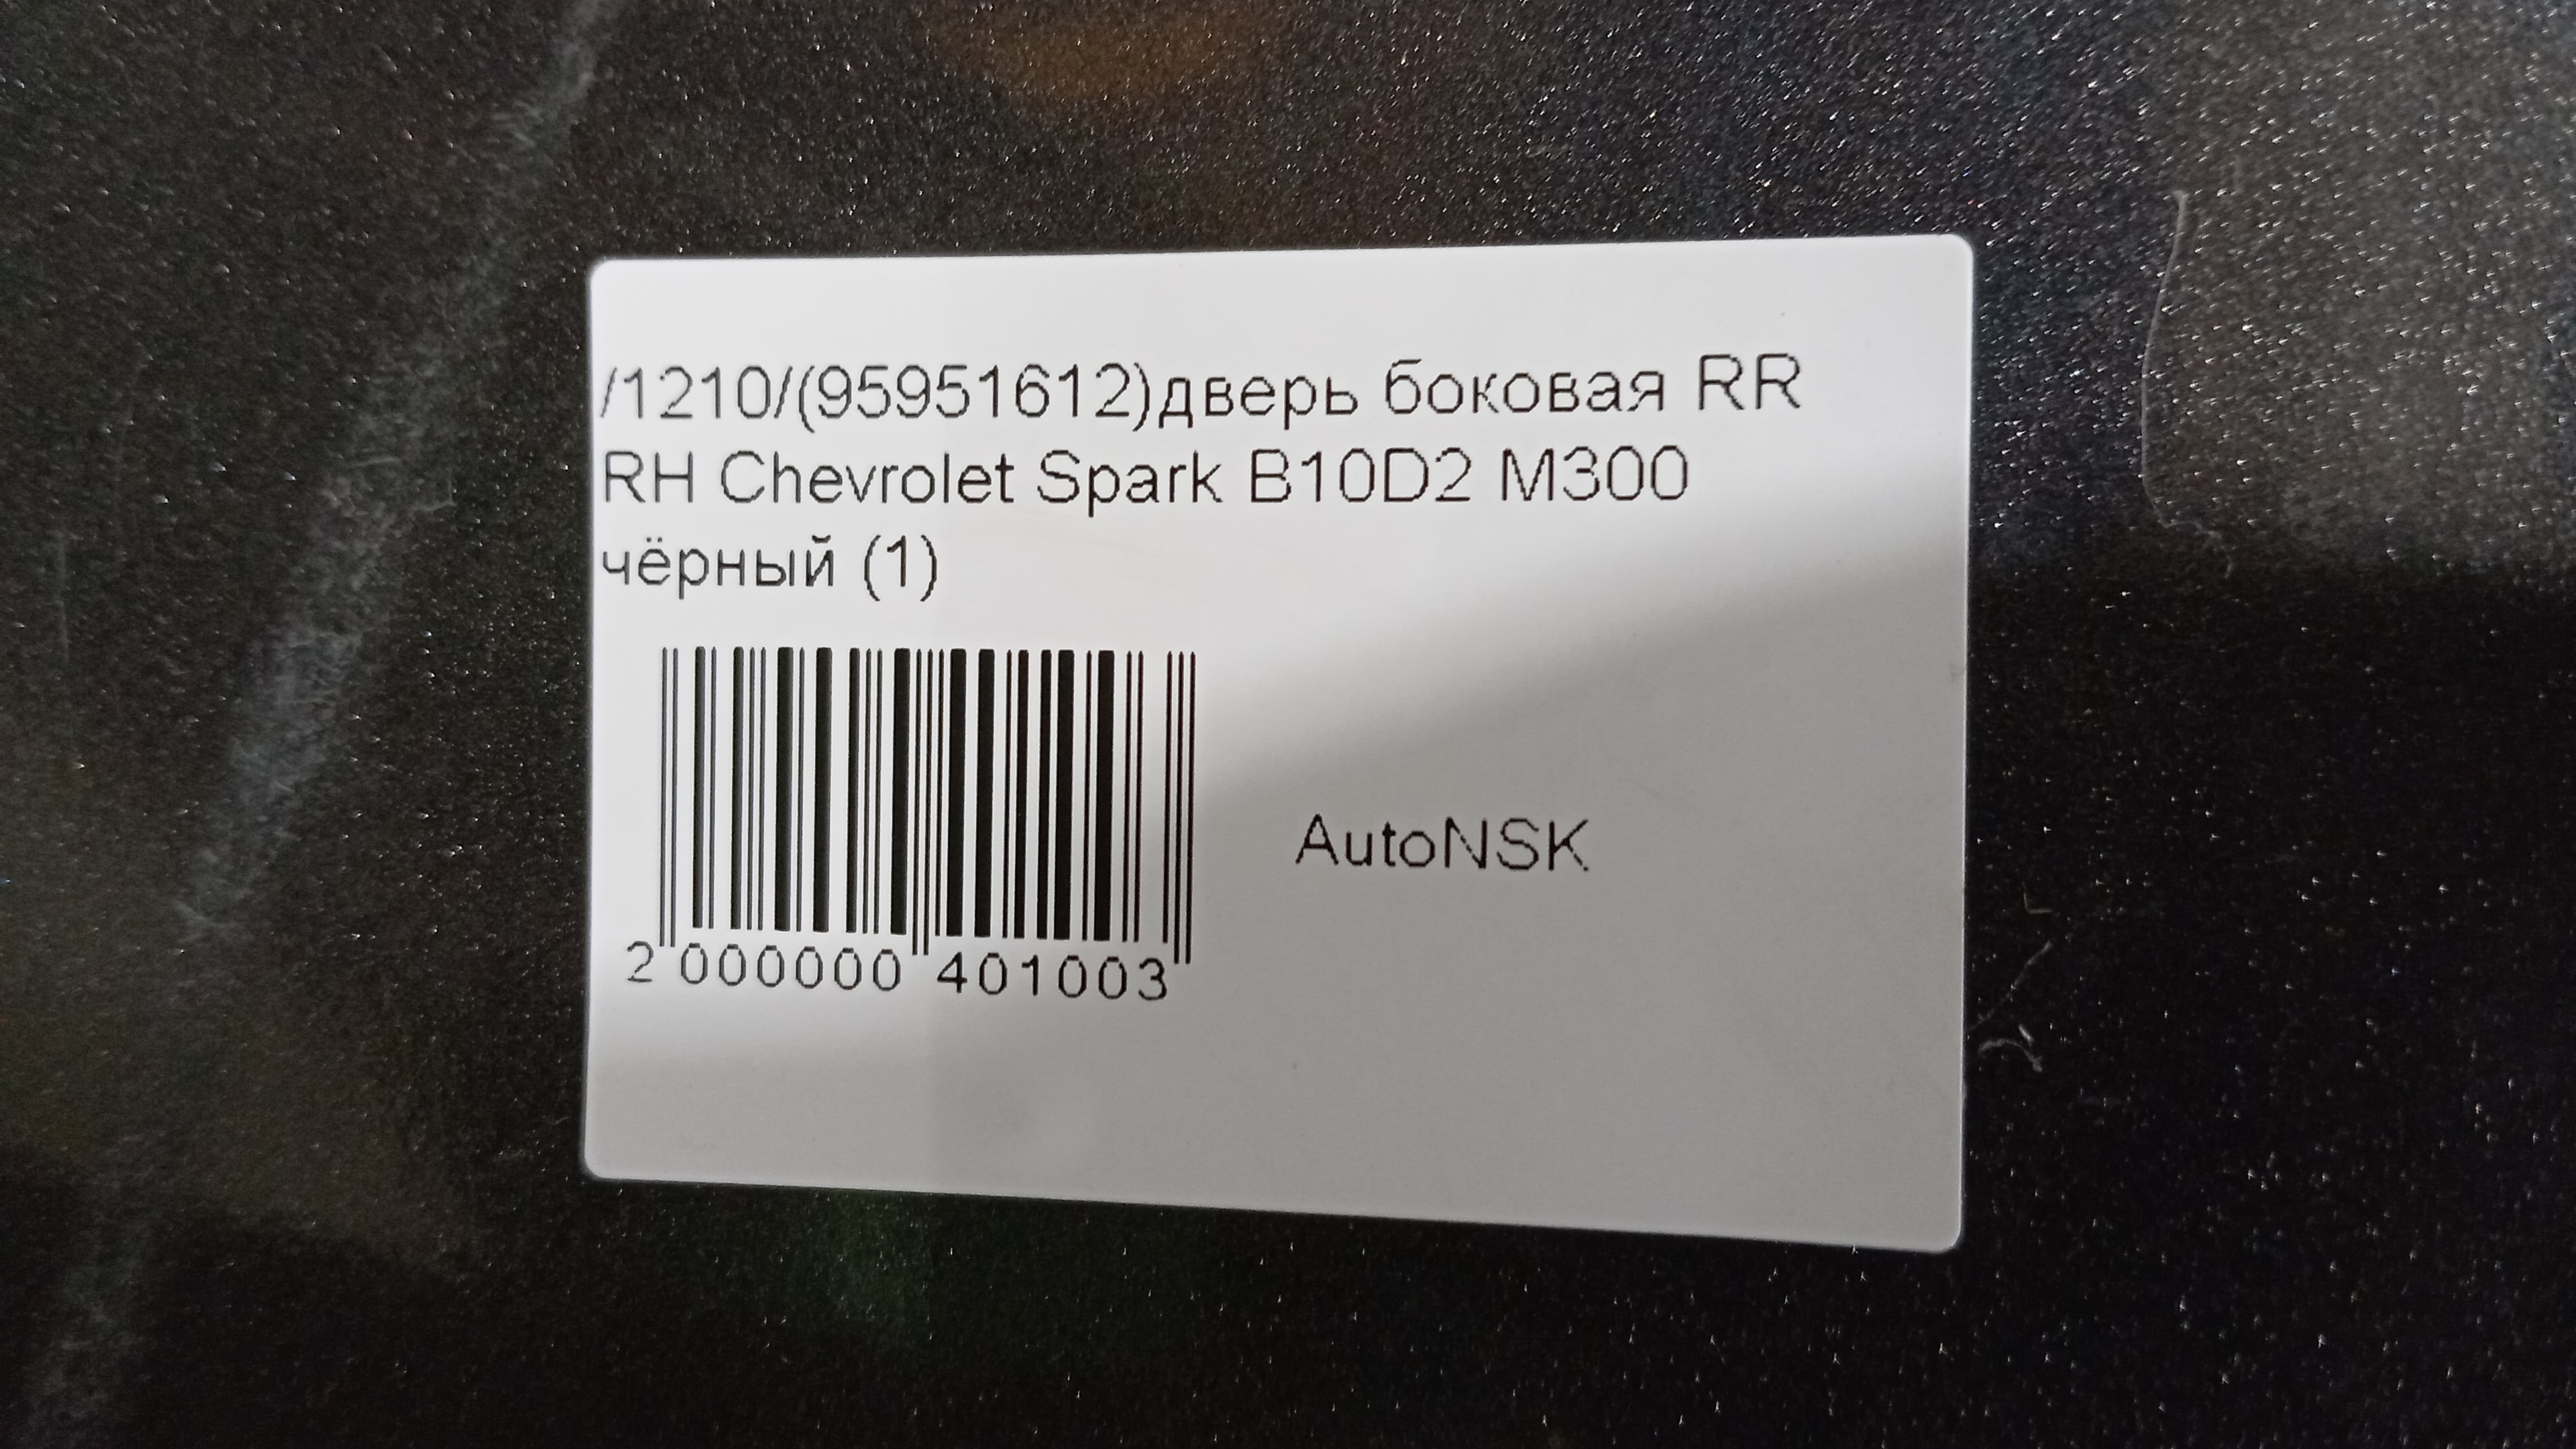 /1210/(95951612)дверь боковая RR
RH Chevrolet Spark B10D2 M300
чёрный (1)
AutoNSK
2 000000 401003